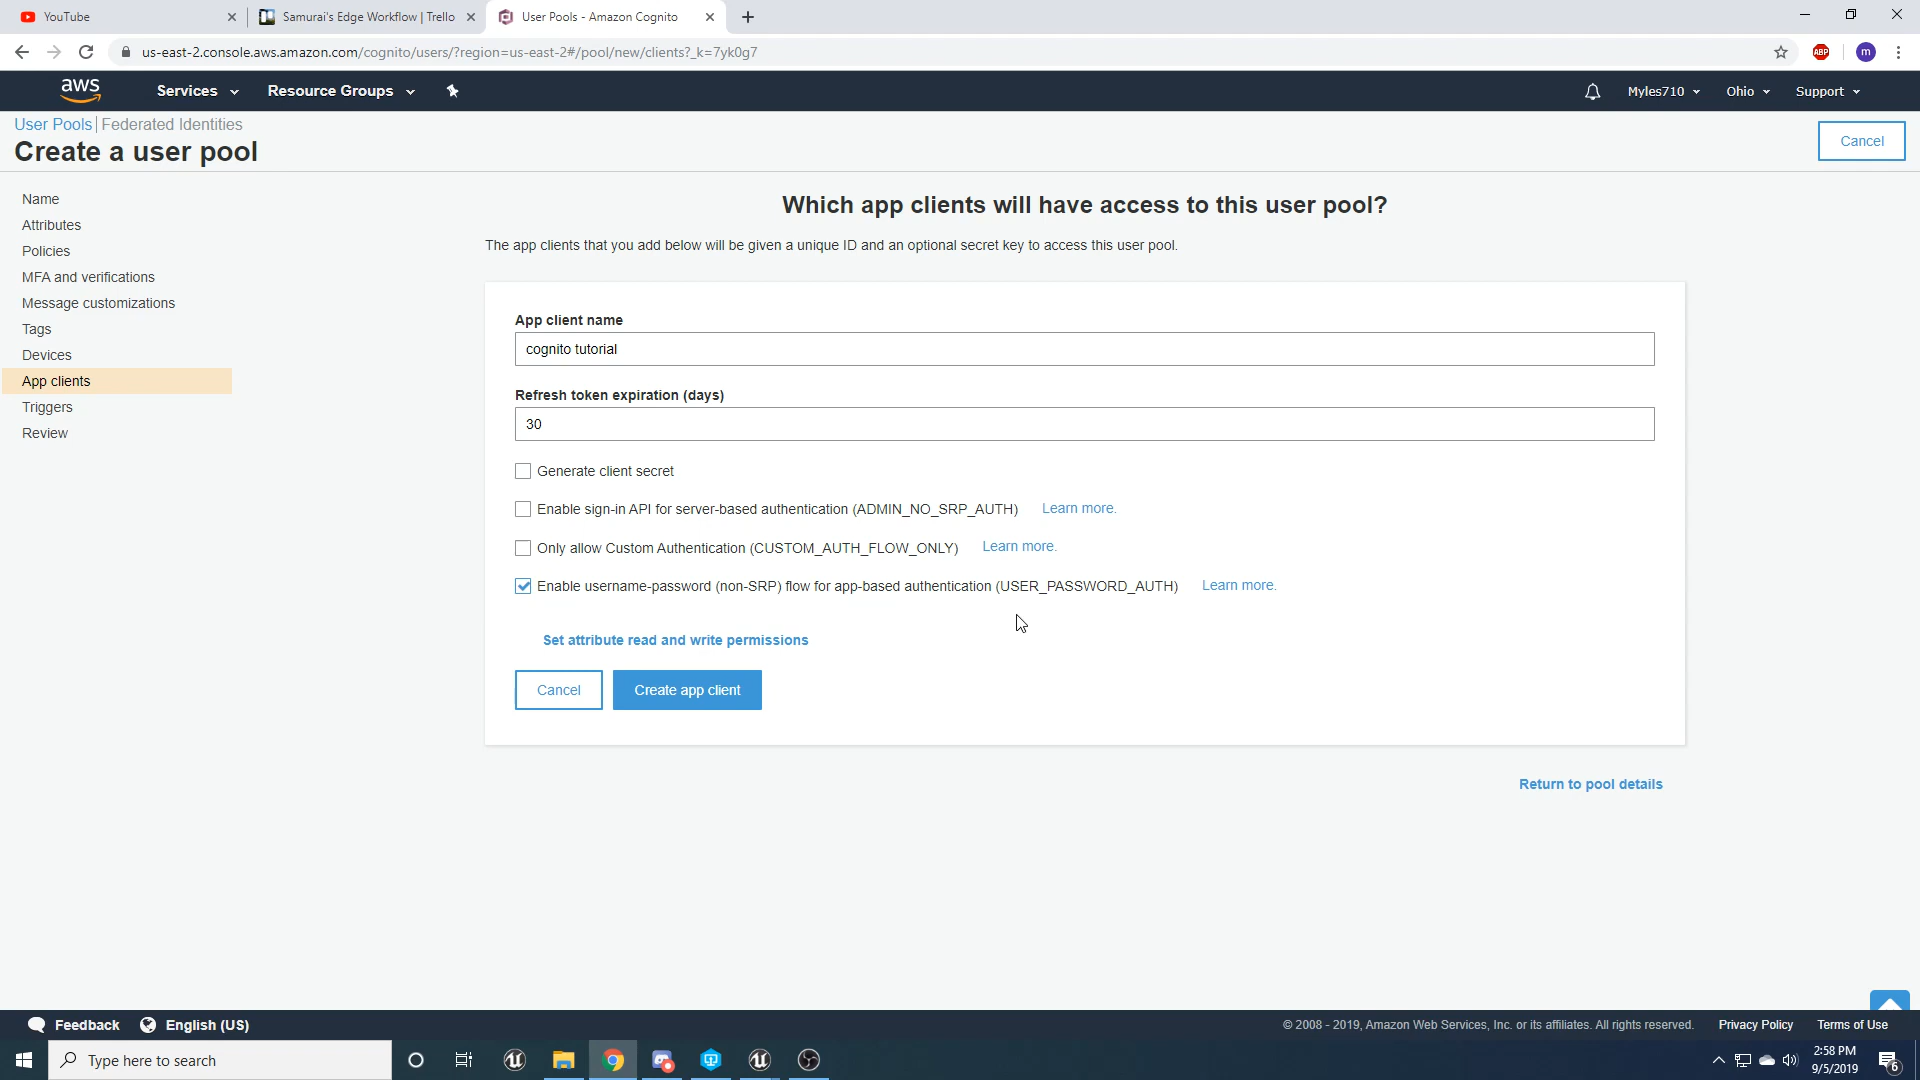 YouTube
Samurai's Edge Workflow | Trello
User Pools - Amazon Cognito
us-east-2.console.aws.amazon.com/cognito/users/?region=us-east-2#/pool/new/clients?_k=7yk0g7
ABP
m
aws
Services
Resource Groups
Myles710
Ohio
Support
User Pools | Federated Identities
Create a user pool
Cancel
Name
Attributes
Policies
MFA and verifications
Message customizations
Tags
Devices
App clients
Triggers
Review
Which app clients will have access to this user pool?
The app clients that you add below will be given a unique ID and an optional secret key to access this user pool.
App client name
cognito tutorial
Refresh token expiration (days)
30
Generate client secret
Enable sign-in API for server-based authentication (ADMIN_NO_SRP_AUTH) Learn more.
Only allow Custom Authentication (CUSTOM_AUTH_FLOW_ONLY) Learn more.
Enable username-password (non-SRP) flow for app-based authentication (USER_PASSWORD_AUTH) Learn more.
Set attribute read and write permissions
Cancel
Create app client
Return to pool details
Feedback
English (US)
© 2008 - 2019, Amazon Web Services, Inc. or its affiliates. All rights reserved.
Privacy Policy
Terms of Use
Type here to search
2:58 PM
9/5/2019
6